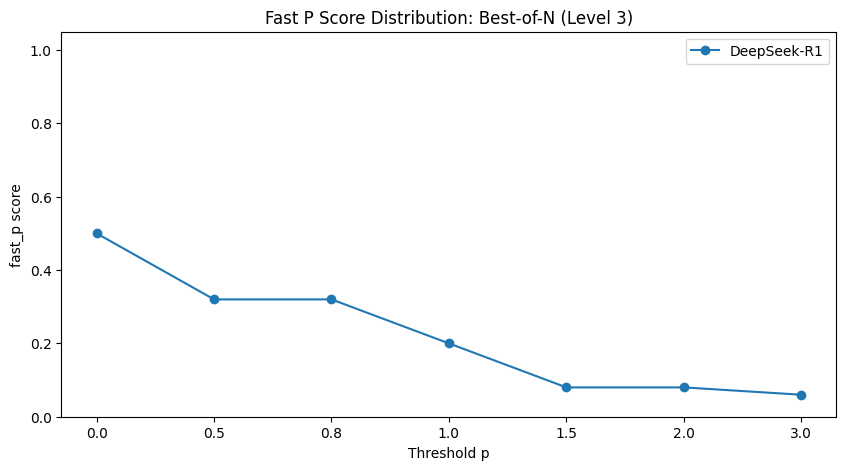 Fast P Score Distribution: Best-of-N (Level 3)
DeepSeek-R1
fast_p score
1.0
0.8
0.6
0.4
0.2
0.0
0.0 0.5 0.8 1.0 1.5 2.0 3.0
Threshold p